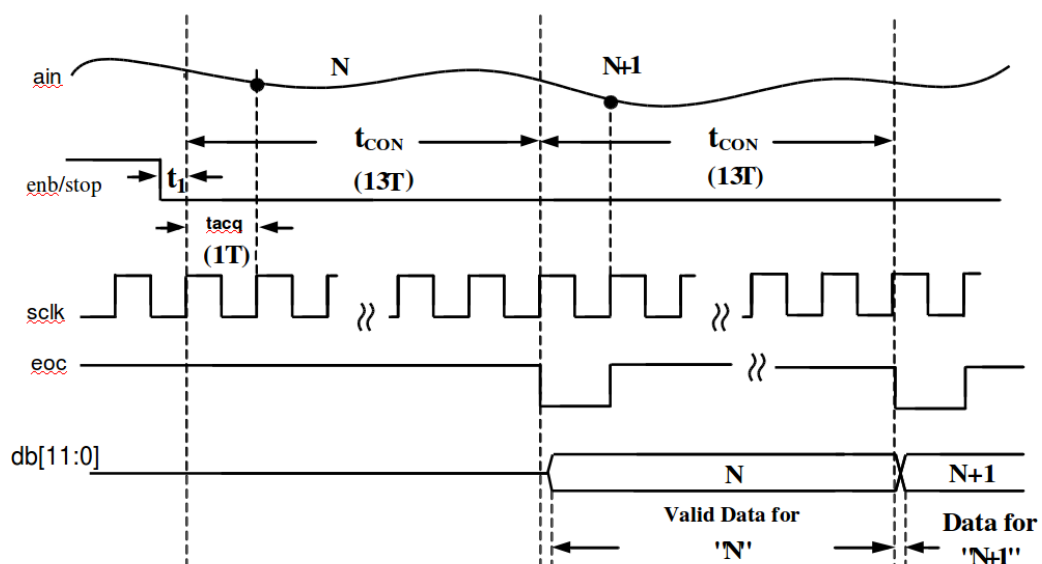 ain
N
N+1
tCON
tCON
(13T)
(13T)
enb/stop
t1
tacq
(1T)
sclk
eoc
db[11:0]
N
N+1
Valid Data for
"N"
Data for
"N+1"